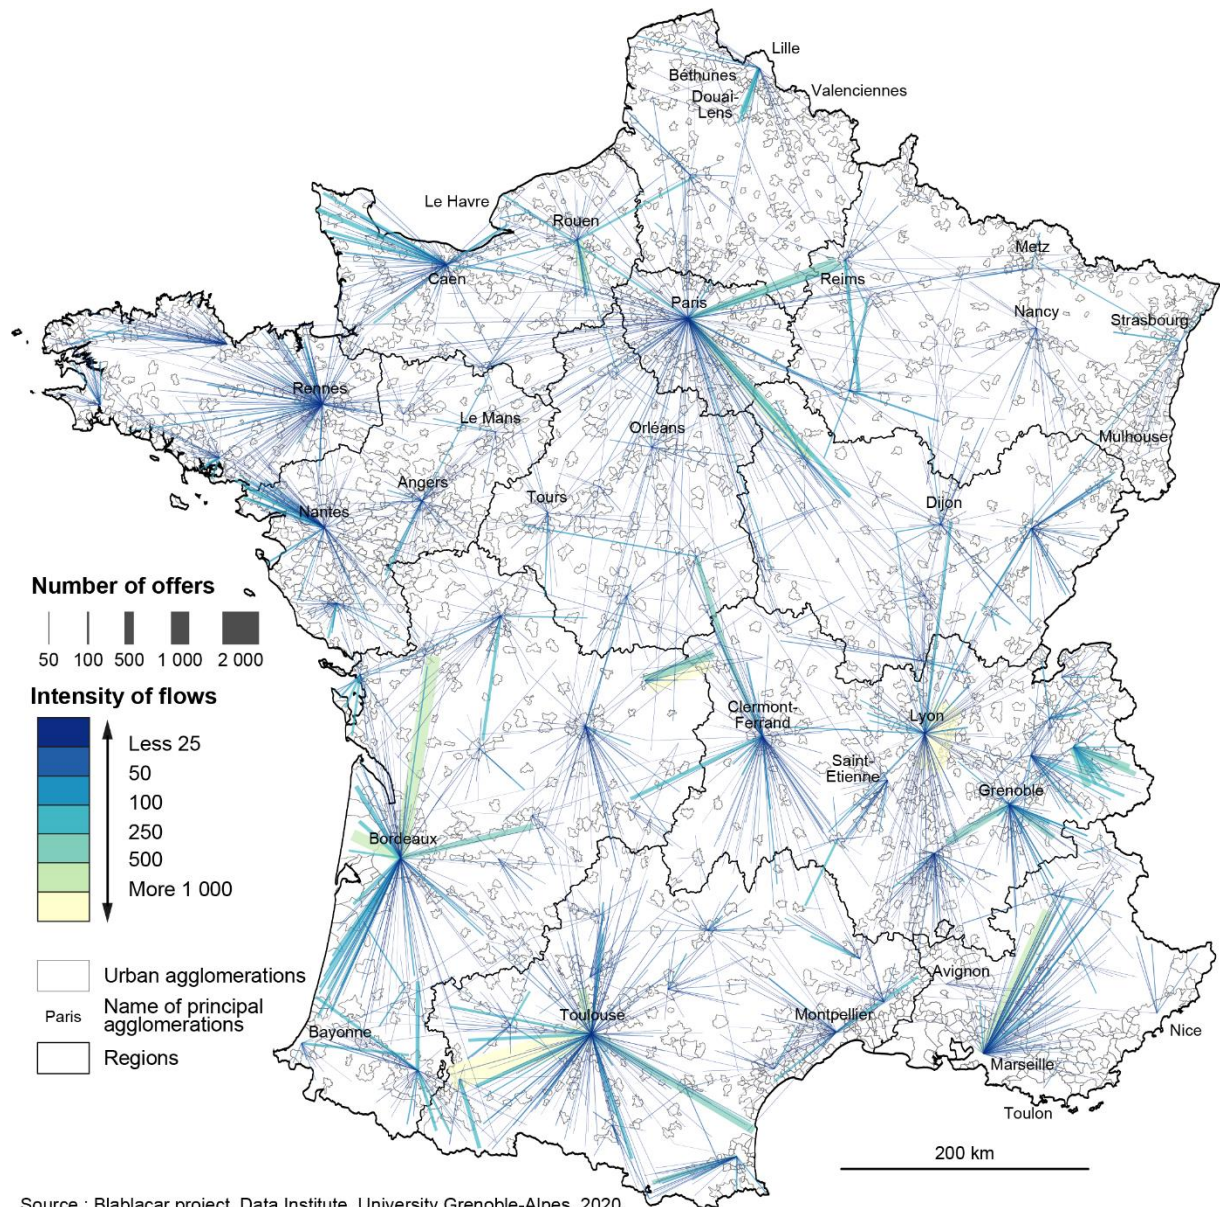 Lille
Béthunes
Douai-
Lens
Valenciennes
Le Havre
Rouen
Caen
Reims
Metz
Paris
Nancy
Strasbourg
Rennes
Le Mans
Orléans
Mulhouse
Angers
Tours
Nantes
Dijon
Number of offers
50 100 500 1 000 2 000
Intensity of flows
Less 25
50
100
250
500
More 1 000
Clermont-
Ferrand
Lyon
Saint-
Etienne
Grenoble
Bordeaux
Urban agglomerations
Paris
Name of principal
agglomerations
Regions
Avignon
Bayonne
Toulouse
Montpellier
Nice
Marseille
Toulon
200 km
Source : Blablacar project, Data Institute, University Grenoble-Alpes, 2020